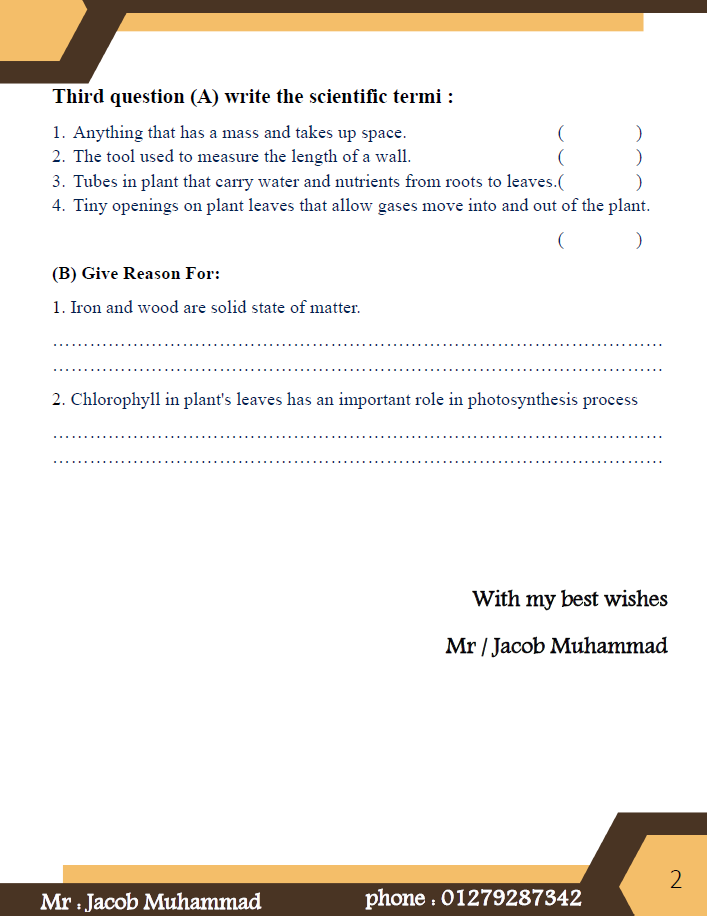 Third question (A) write the scientific termi :
1. Anything that has a mass and takes up space. ( )
2. The tool used to measure the length of a wall. ( )
3. Tubes in plant that carry water and nutrients from roots to leaves.( )
4. Tiny openings on plant leaves that allow gases move into and out of the plant.
( )
(B) Give Reason For:
1. Iron and wood are solid state of matter.
………………………………………………………………………………………
………………………………………………………………………………………
2. Chlorophyll in plant's leaves has an important role in photosynthesis process
………………………………………………………………………………………
………………………………………………………………………………………
With my best wishes
Mr / Jacob Muhammad
2
Mr : Jacob Muhammad phone : 01279287342